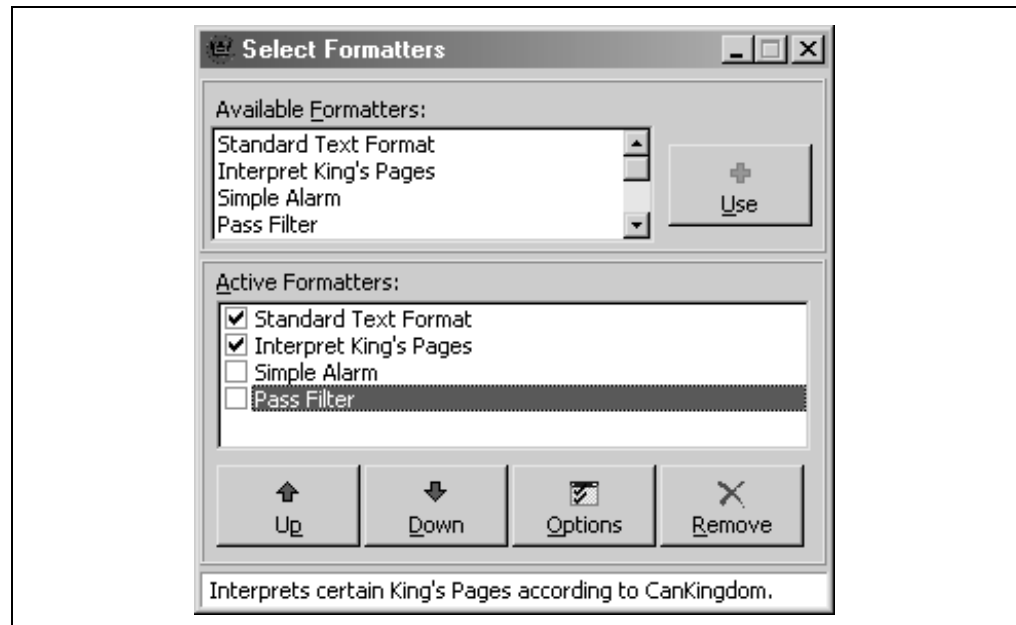 Select Formatters
Available Formatters:
Standard Text Format
Interpret King's Pages
Simple Alarm
Pass Filter
Use
Active Formatters:
Standard Text Format
Interpret King's Pages
Simple Alarm
Pass Filter
Up
Down
Options
Remove
Interprets certain King's Pages according to CanKingdom.